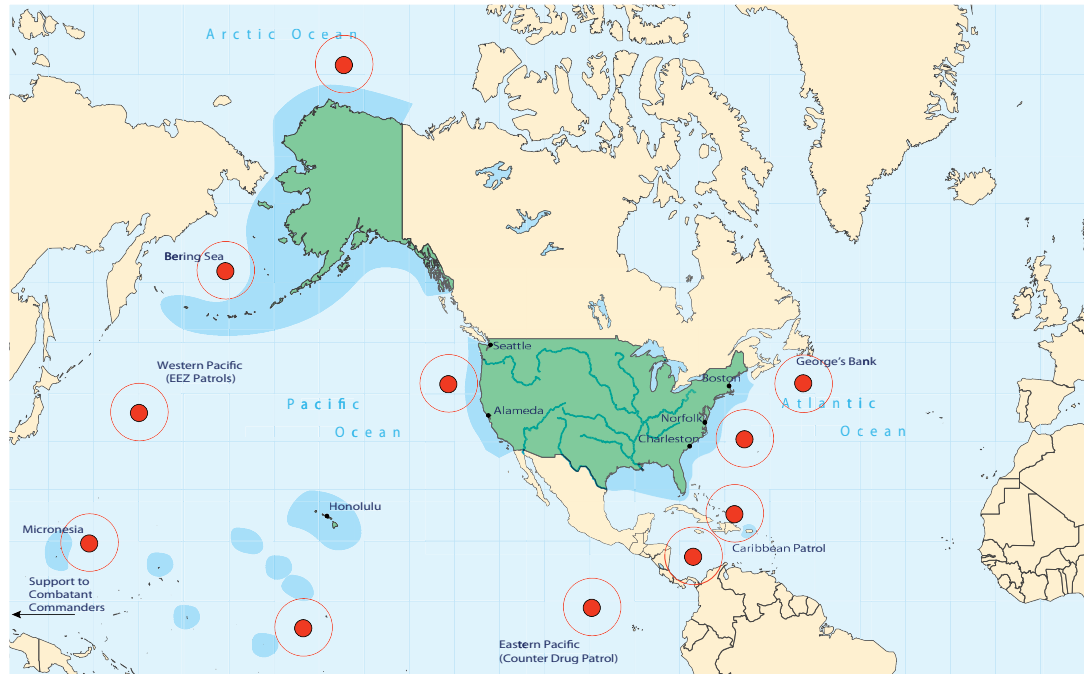 Arctic Ocean
Bering Sea
Seattle
Western Pacific
(EEZ Patrols)
George's Bank
Boston
Pacific
Ocean
Atlantic
Ocean
Alameda
Norfolk
Charleston
Honolulu
Micronesia
Caribbean Patrol
Support to
Combatant
Commanders
Eastern Pacific
(Counter Drug Patrol)